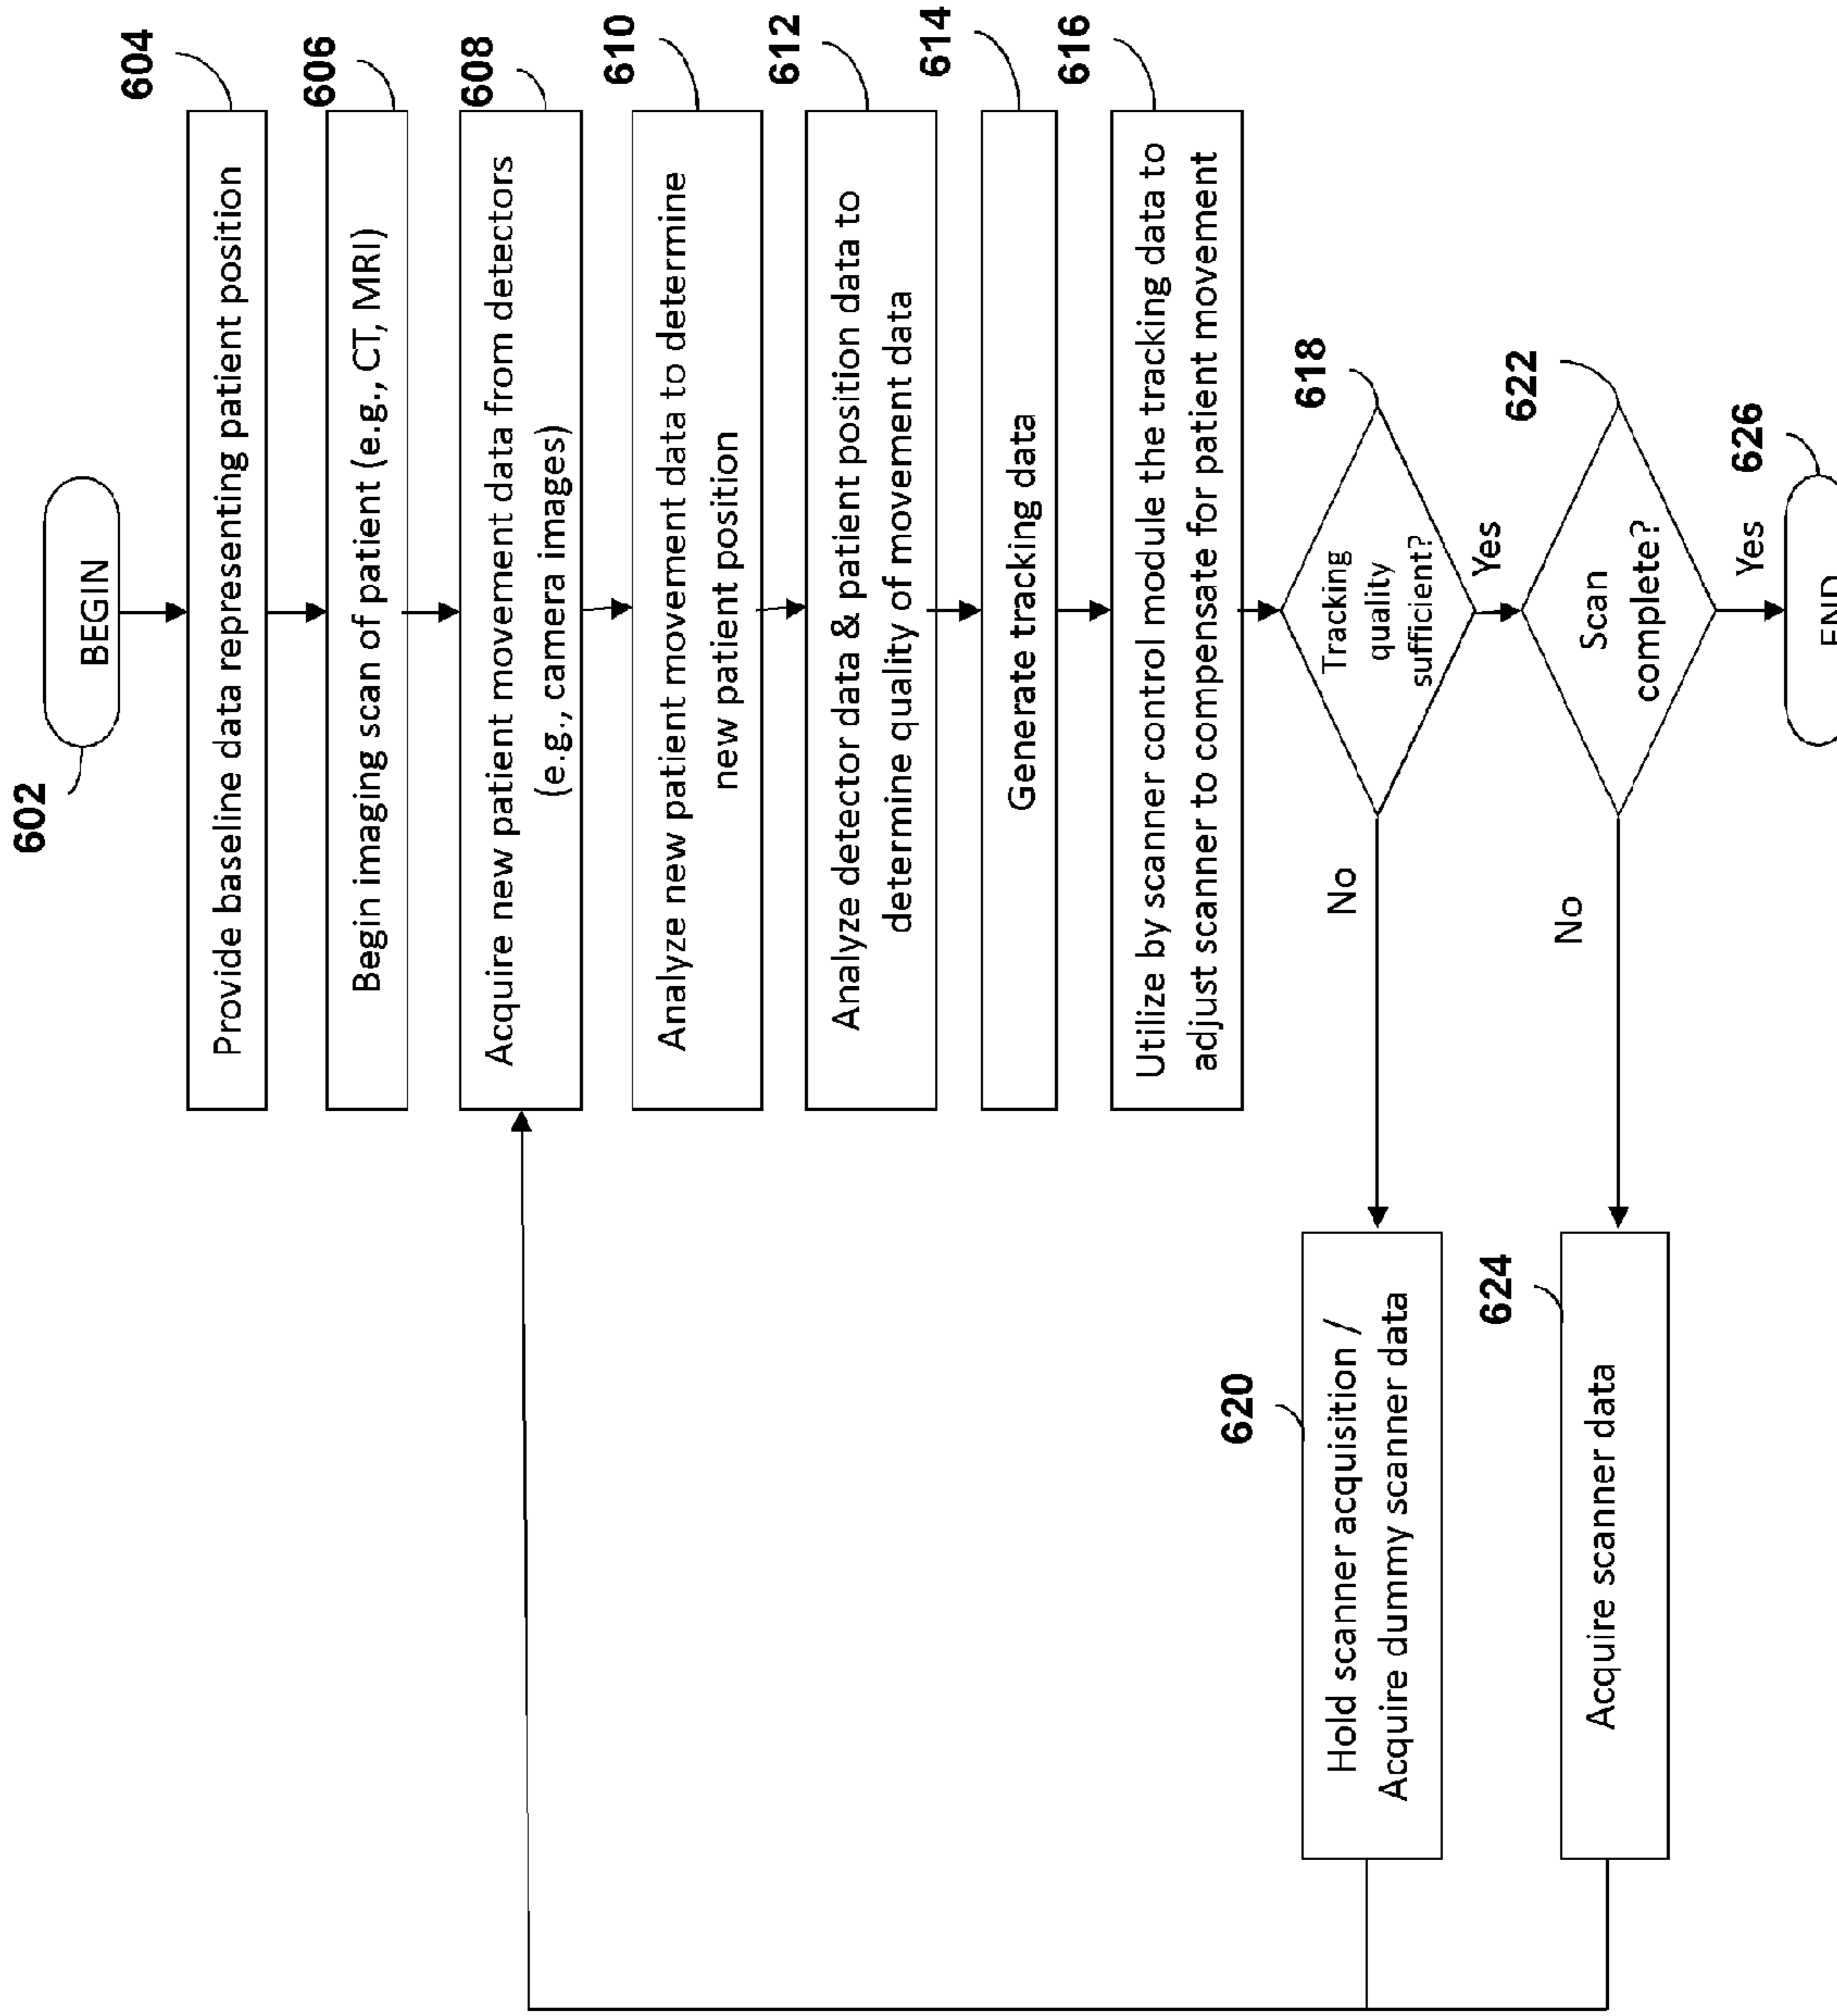 602
BEGIN
604
Provide baseline data representing patient position
606
Begin imaging scan of patient (e.g., CT, MRI)
608
Acquire new patient movement data from detectors
(e.g., camera images)
610
Analyze new patient movement data to determine
new patient position
612
Analyze detector data & patient position data to
determine quality of movement data
614
Generate tracking data
616
Utilize by scanner control module the tracking data to
adjust scanner to compensate for patient movement
618
Tracking
quality
sufficient?
No
Yes
620
Hold scanner acquisition /
Acquire dummy scanner data
622
Scan
complete?
No
Yes
624
Acquire scanner data
626
END